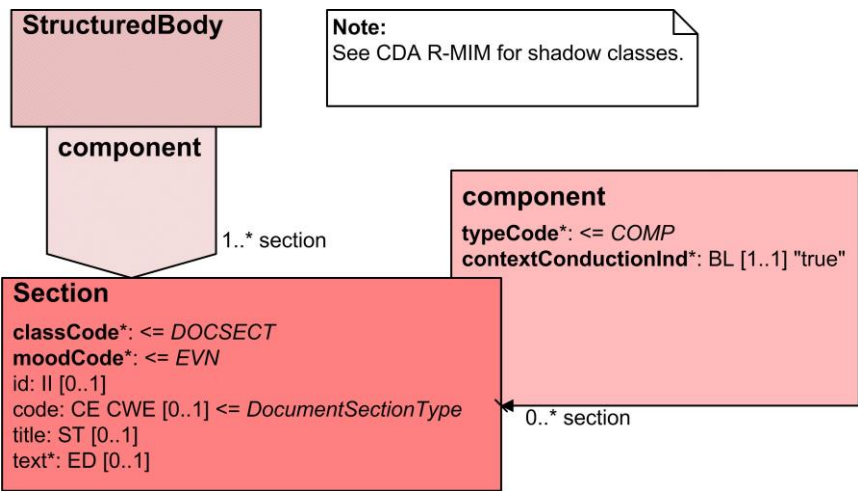 StructuredBody
Note:
See CDA R-MIM for shadow classes.
component
1..* section
component
typeCode*: <= COMP
contextConductionInd*: BL [1..1] "true"
Section
classCode*: <= DOCSECT
moodCode*: <= EVN
id: II [0..1]
code: CE CWE [0..1] <= DocumentSectionType
title: ST [0..1]
text*: ED [0..1]
0..* section